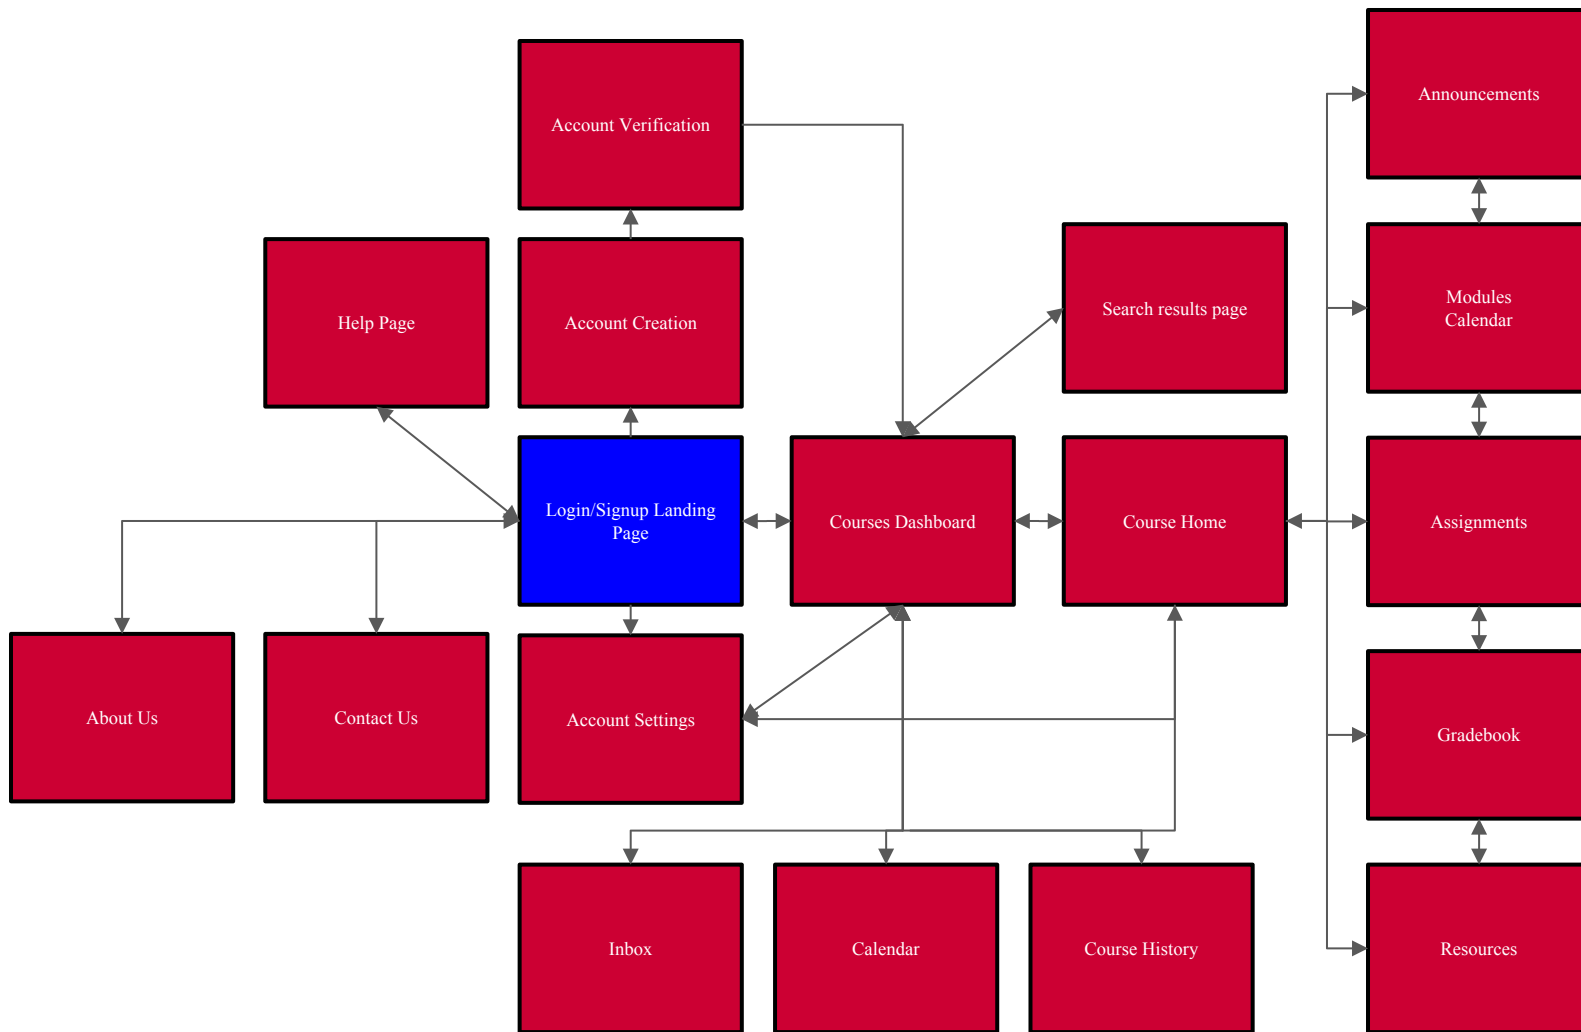 Announcements
Account Verification
Help Page
Account Creation
Search results page
Modules
Calendar
Login/Signup Landing
Page
Courses Dashboard
Course Home
Assignments
About Us
Contact Us
Account Settings
Gradebook
Inbox
Calendar
Course History
Resources